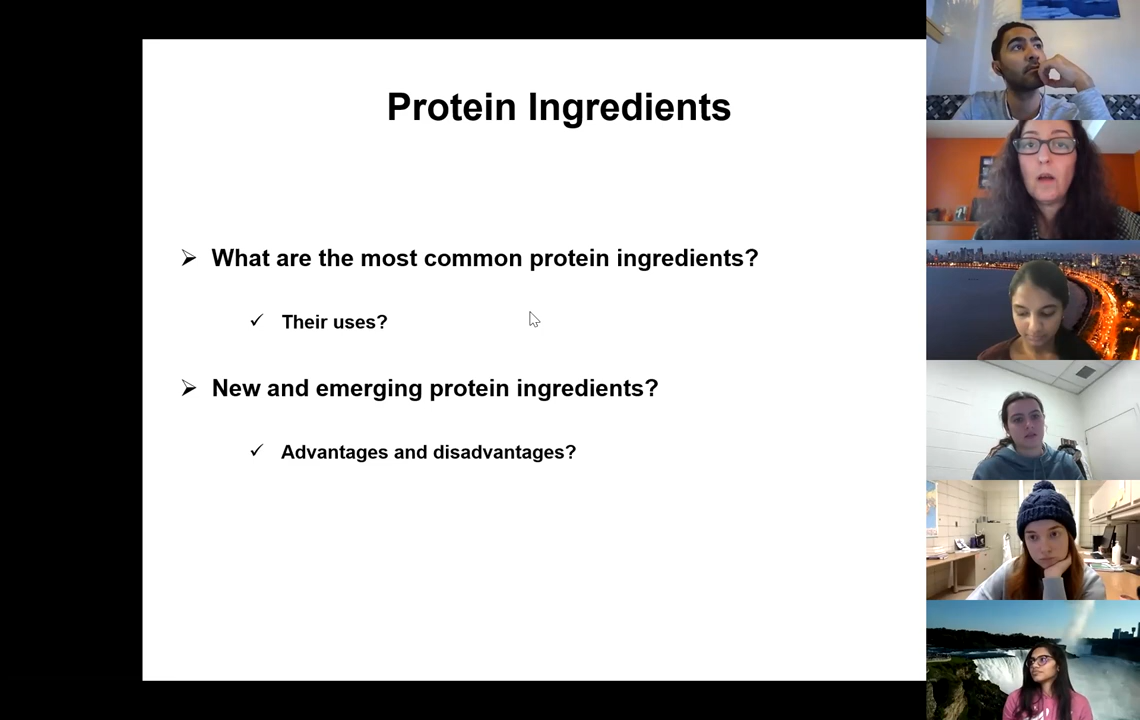 Protein Ingredients
➢ What are the most common protein ingredients?
✓ Their uses?
➢ New and emerging protein ingredients?
✓ Advantages and disadvantages?